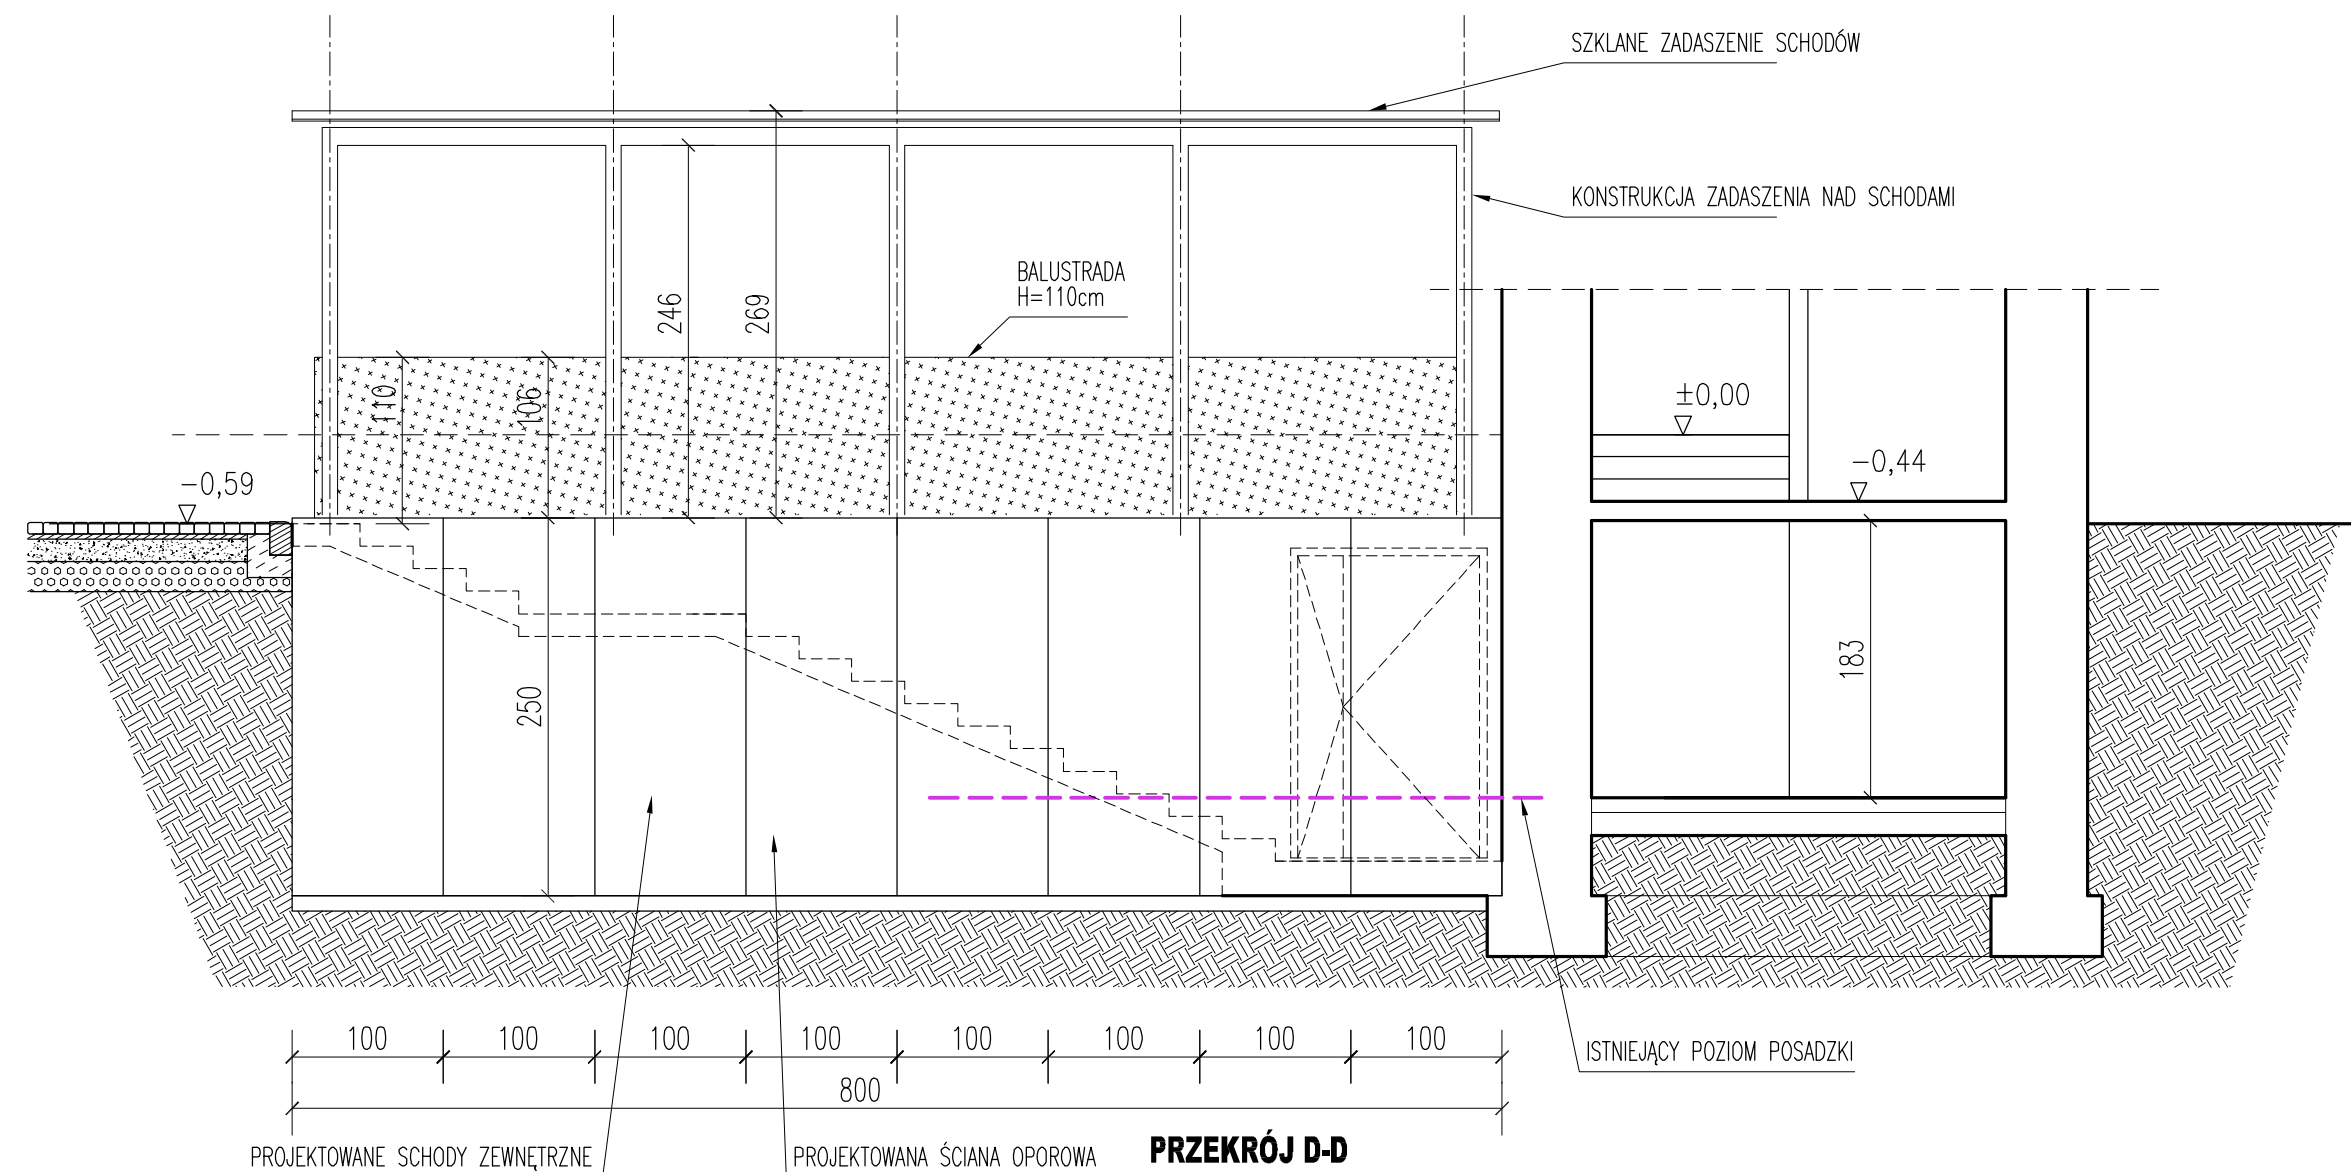 SZKLANE ZADASZENIE SCHODÓW
KONSTRUKCJA ZADASZENIA NAD SCHODAMI
BALUSTRADA
H=110cm
246
269
110
106
±0,00
-0,44
-0,59
250
183
100 100 100 100 100 100 100 100
800
ISTNIEJĄCY POZIOM POSADZKI
PROJEKTOWANE SCHODY ZEWNĘTRZNE
PROJEKTOWANA ŚCIANA OPOROWA
PRZEKRÓJ D-D